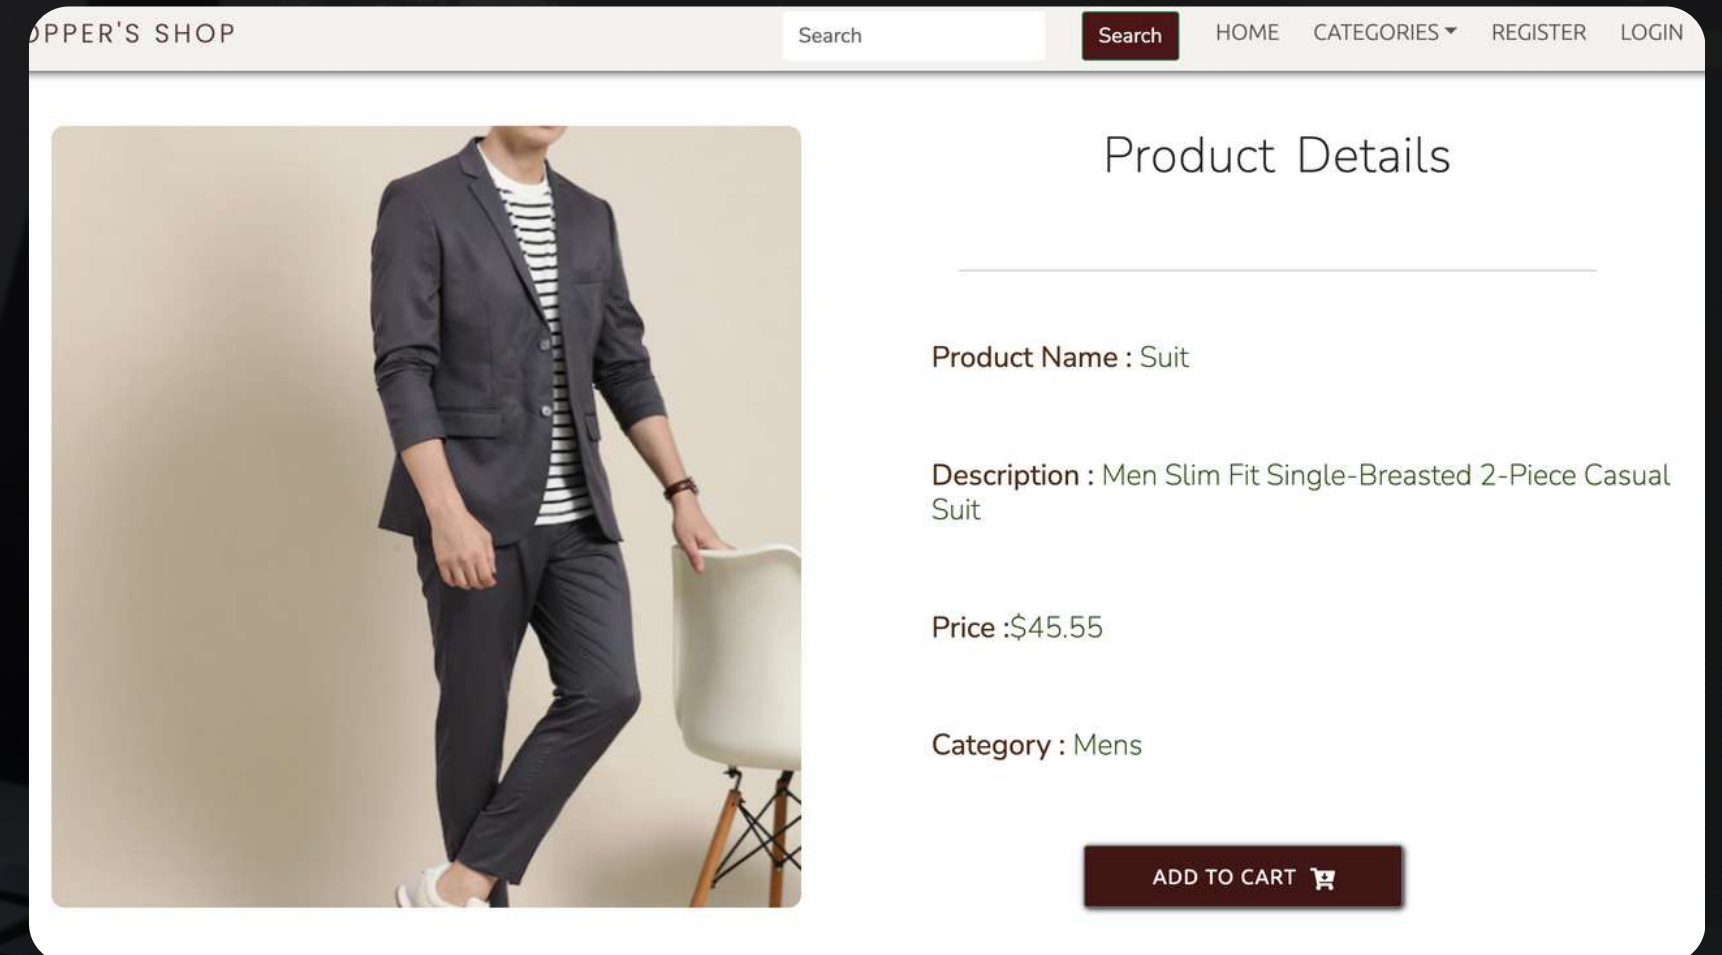 OPPER'S SHOP
Search
Search
HOME
CATEGORIES
REGISTER
LOGIN
Product Details
Product Name : Suit
Description : Men Slim Fit Single-Breasted 2-Piece Casual
Suit
Price :$45.55
Category : Mens
ADD TO CART